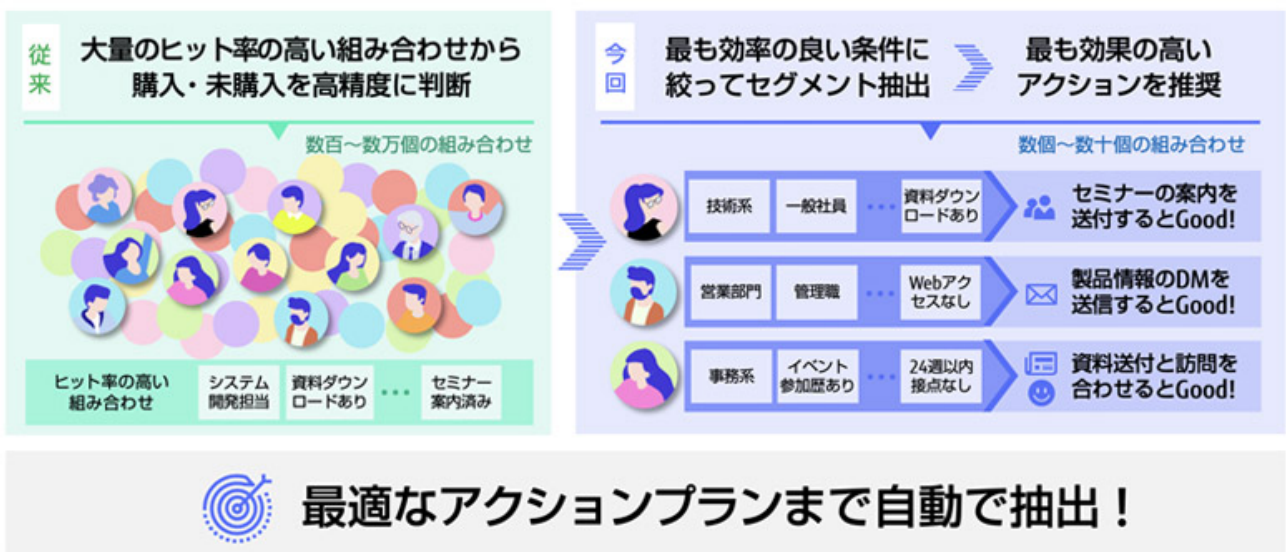 従来
大量のヒット率の高い組み合わせから
購入・未購入を高精度に判断
数百～数万個の組み合わせ
ヒット率の高い
組み合わせ
システム
開発担当
資料ダウン
ロードあり
•••
セミナー
案内済み
今回
最も効率の良い条件に
絞ってセグメント抽出
最も効果の高い
アクションを推奨
数個～数十個の組み合わせ
技術系
一般社員
•••
資料ダウン
ロードあり
セミナーの案内を
送付するとGood!
営業部門
管理職
•••
Webアク
セスなし
製品情報のDMを
送信するとGood!
事務系
イベント
参加歴あり
•••
24週以内
接点なし
資料送付と訪問を
合わせるとGood!
最適なアクションプランまで自動で抽出！